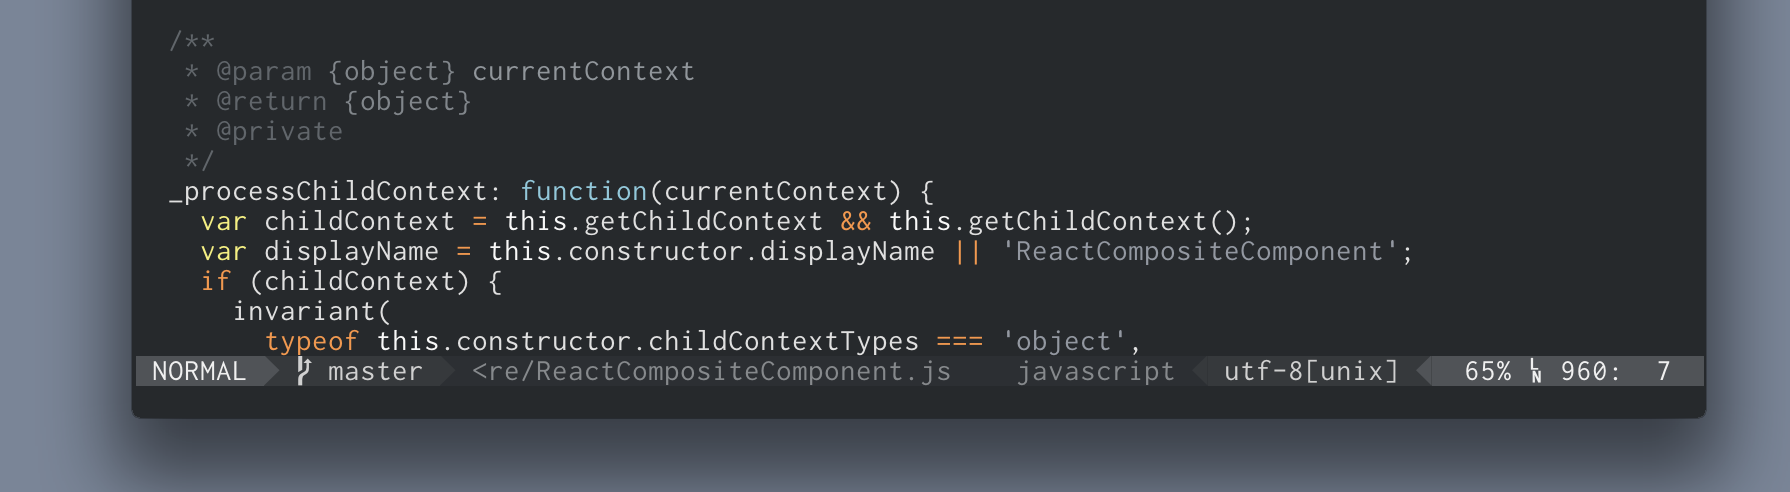 /**
 * @param {object} currentContext
 * @return {object}
 * @private
 */
_processChildContext: function(currentContext) {
  var childContext = this.getChildContext && this.getChildContext();
  var displayName = this.constructor.displayName || 'ReactCompositeComponent';
  if (childContext) {
    invariant(
      typeof this.constructor.childContextTypes === 'object',
NORMAL master <re/ReactCompositeComponent.js javascript utf-8[unix] 65% LN 960: 7